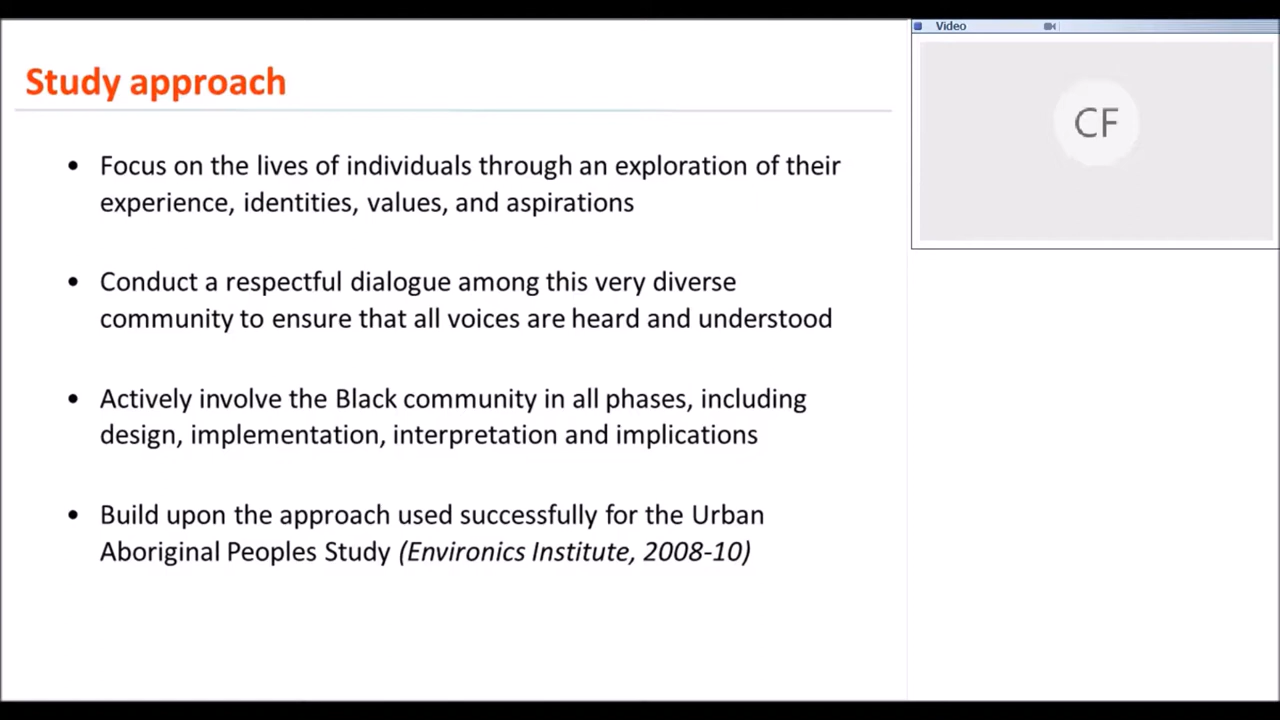 Study approach
• Focus on the lives of individuals through an exploration of their
experience, identities, values, and aspirations
• Conduct a respectful dialogue among this very diverse
community to ensure that all voices are heard and understood
• Actively involve the Black community in all phases, including
design, implementation, interpretation and implications
• Build upon the approach used successfully for the Urban
Aboriginal Peoples Study (Environics Institute, 2008-10)
Video
CF